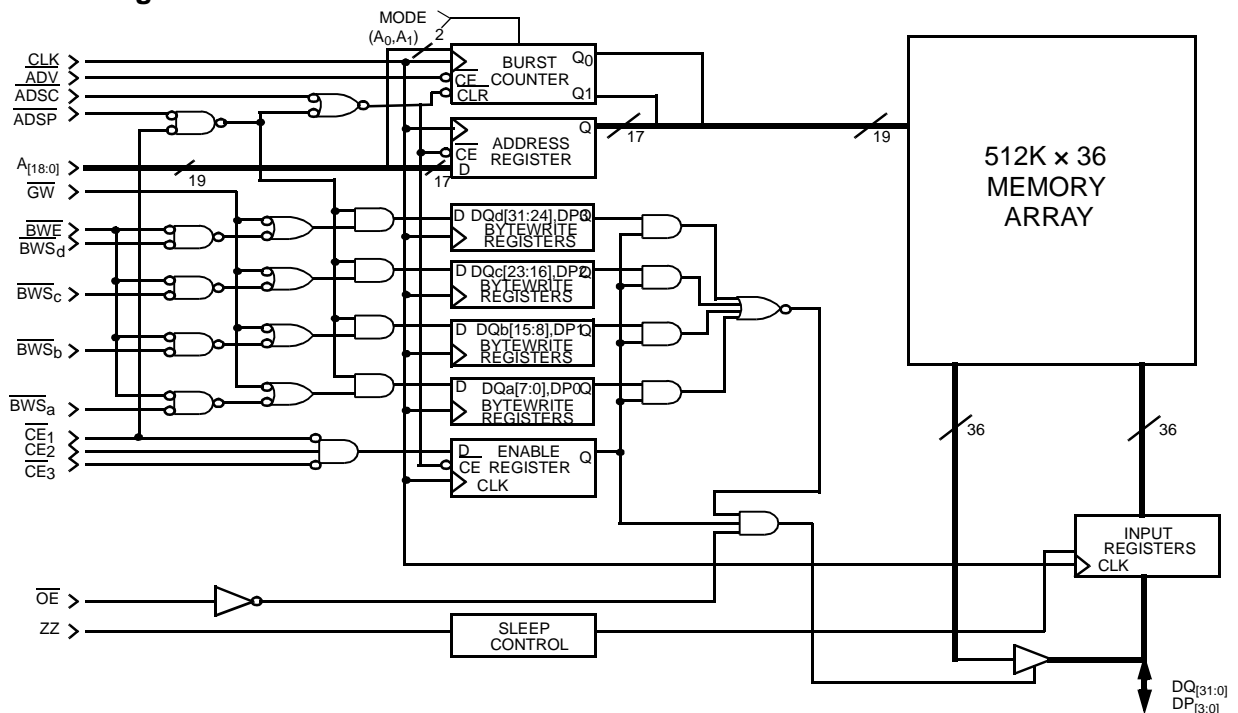 MODE
(A0,A1)
2
CLK
ADV
ADSC
ADSP
A[18:0]
19
GW
BWE
BWSd
BWSc
BWSb
BWSa
CE1
CE2
CE3
OE
ZZ
BURST
COUNTER
CE
CLR
Q0
Q1
ADDRESS
REGISTER
CE
D
Q
17
17
19
D DQd[31:24],DP3 Q
BYTEWRITE
REGISTERS
D DQc[23:16],DP2 Q
BYTEWRITE
REGISTERS
D DQb[15:8],DP1 Q
BYTEWRITE
REGISTERS
D DQa[7:0],DP0 Q
BYTEWRITE
REGISTERS
D ENABLE Q
CE REGISTER
CLK
SLEEP
CONTROL
512K × 36
MEMORY
ARRAY
36
36
INPUT
REGISTERS
CLK
DQ[31:0]
DP[3:0]